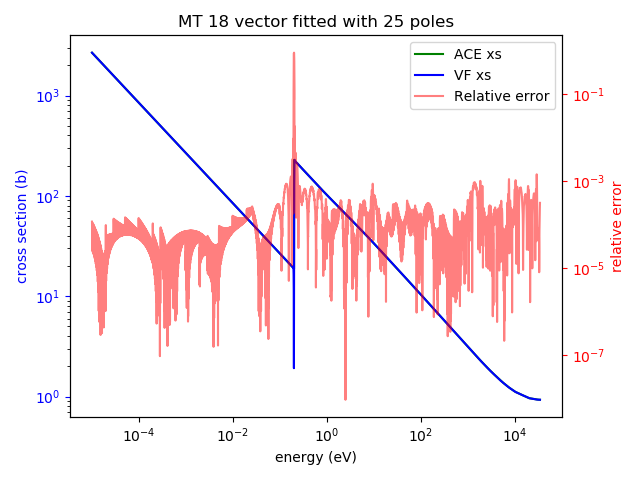 MT 18 vector fitted with 25 poles
ACE xs
VF xs
Relative error
cross section (b)
10³
10²
10¹
10⁰
10⁻¹
10⁻³
10⁻⁵
10⁻⁷
relative error
10⁻⁴
10⁻²
10⁰
10²
10⁴
energy (eV)